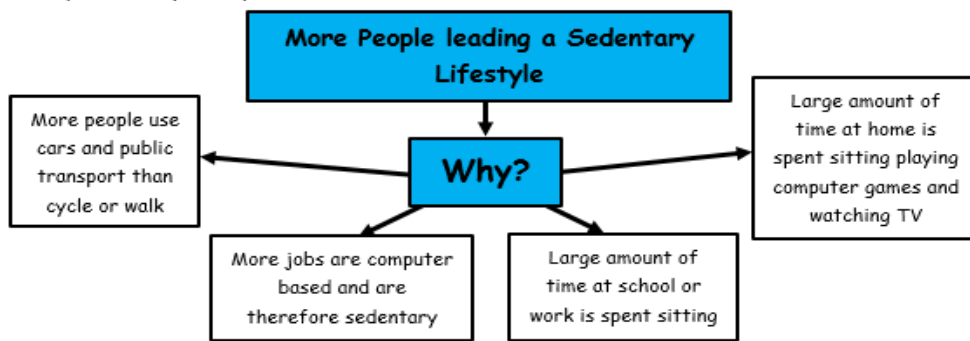 More People leading a Sedentary
Lifestyle
More people use
cars and public
transport than
cycle or walk
Why?
Large amount of
time at home is
spent sitting playing
computer games and
watching TV
More jobs are computer
based and are
therefore sedentary
Large amount of
time at school or
work is spent sitting